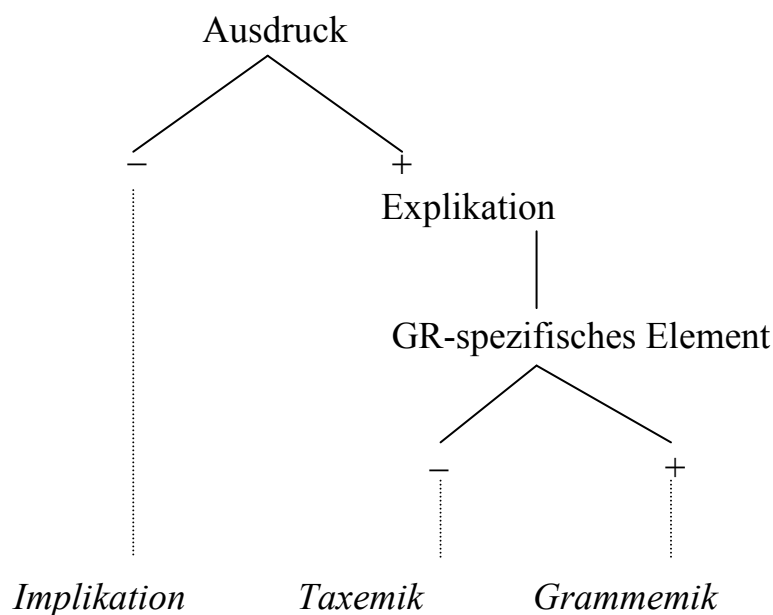 Ausdruck
– +
Explikation
GR-spezifisches Element
– +
Implikation Taxemik Grammemik